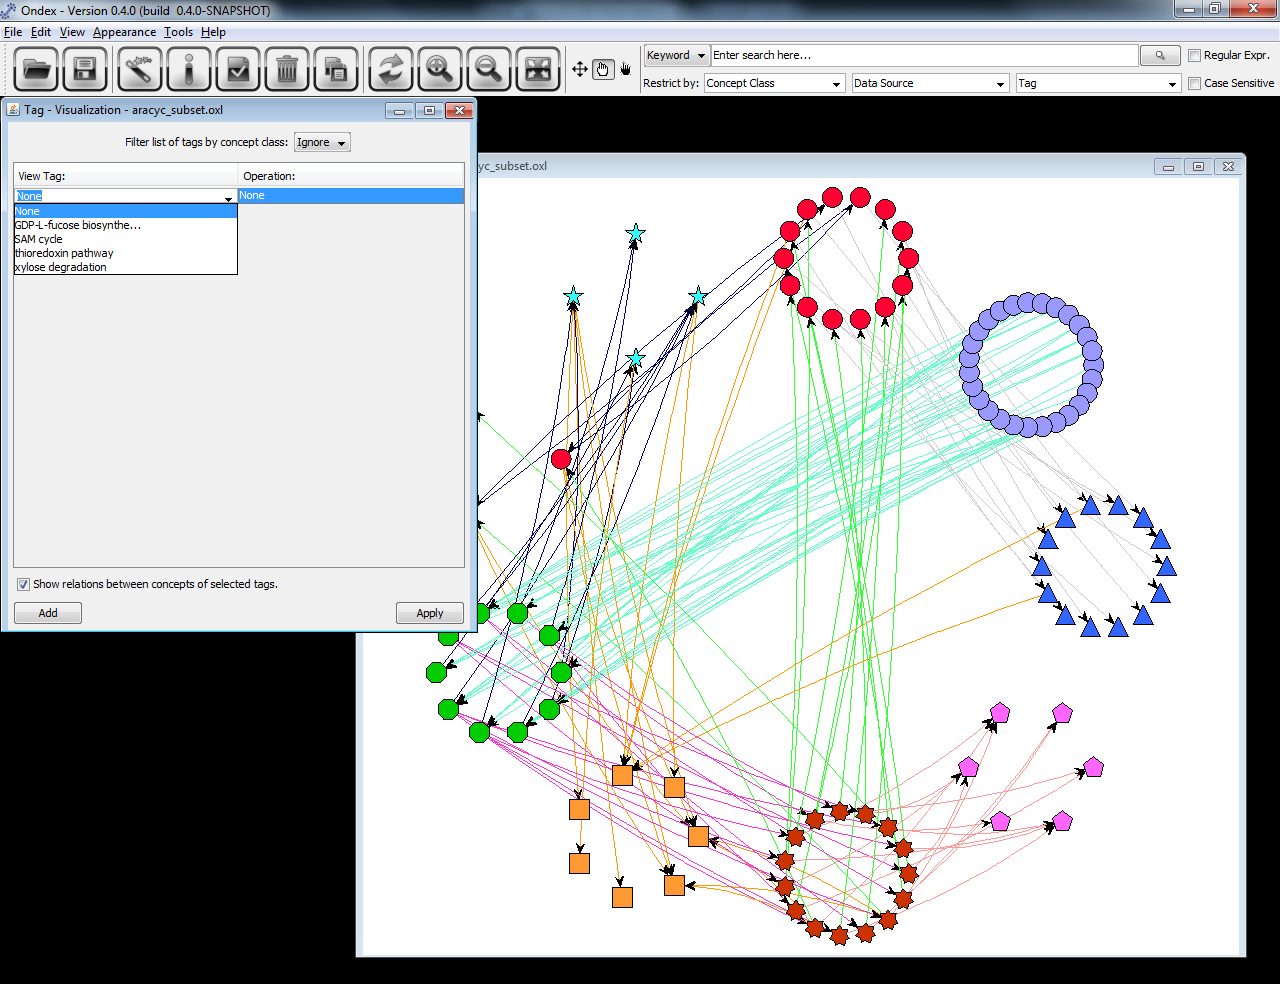 Ondex - Version 0.4.0 (build 0.4.0-SNAPSHOT)
File Edit View Appearance Tools Help
Keyword Enter search here... Regular Expr.
Restrict by: Concept Class Data Source Tag Case Sensitive
Tag - Visualization - aracyc_subset.oxl
Filter list of tags by concept class: Ignore
yc_subset.oxl
View Tag: Operation:
None None
None
GDP-L-fucose biosynthe...
SAM cycle
thioredoxin pathway
xylose degradation
Show relations between concepts of selected tags.
Add Apply